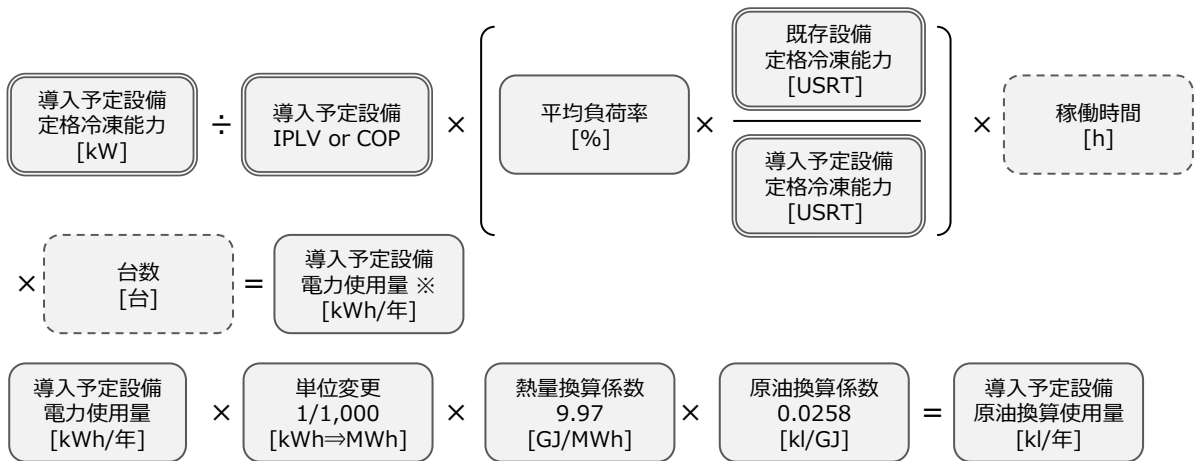 導入予定設備
定格冷凍能力
[kW]
÷
導入予定設備
IPLV or COP
×
平均負荷率
[%]
×
既存設備
定格冷凍能力
[USRT]
導入予定設備
定格冷凍能力
[USRT]
×
稼働時間
[h]
×
台数
[台]
=
導入予定設備
電力使用量 ※
[kWh/年]
導入予定設備
電力使用量
[kWh/年]
×
単位変更
1/1,000
[kWh⇒MWh]
×
熱量換算係数
9.97
[GJ/MWh]
×
原油換算係数
0.0258
[kl/GJ]
=
導入予定設備
原油換算使用量
[kl/年]